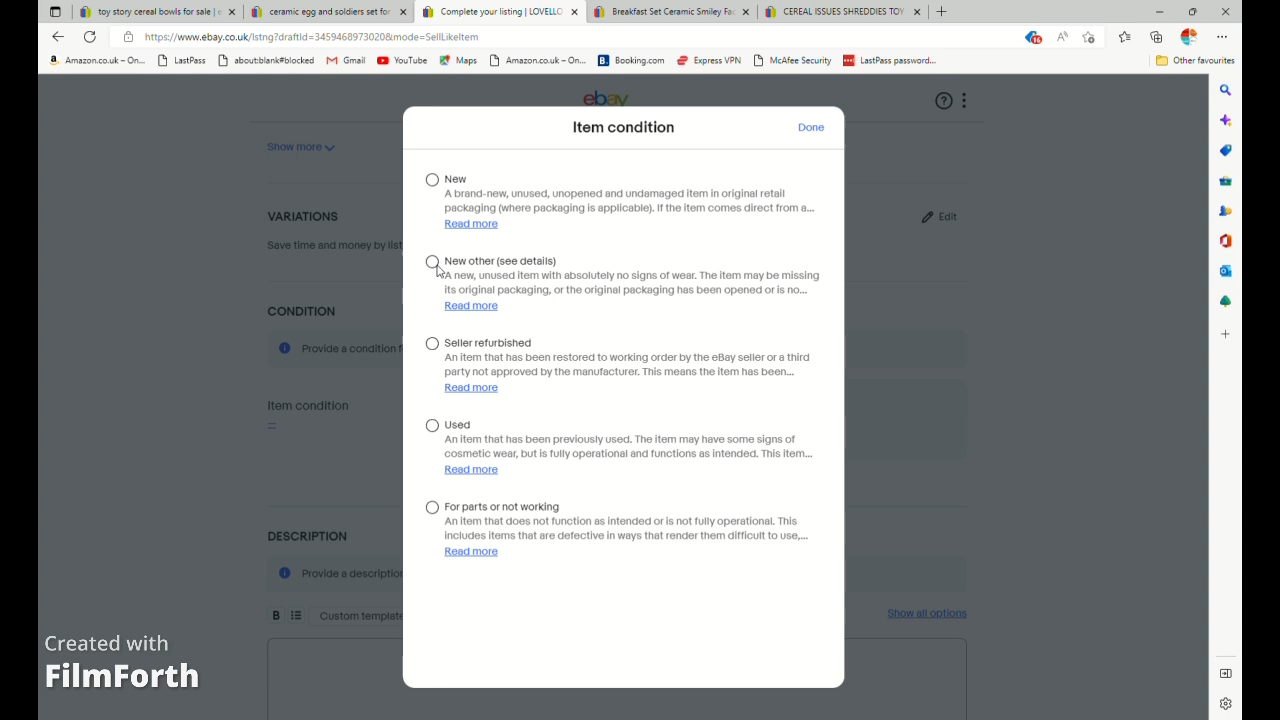 toy story cereal bowls for sale | e
ceramic egg and soldiers set for
Complete your listing | LOVELLO
Breakfast Set Ceramic Smiley Fac
CEREAL ISSUES SHREDDIES TOY
https://www.ebay.co.uk/lstng?draftId=3459468973020&mode=SellLikeItem
16
Amazon.co.uk – On...
LastPass
about:blank#blocked
Gmail
YouTube
Maps
Amazon.co.uk – On...
Booking.com
Express VPN
McAfee Security
LastPass password...
Other favourites
ebay
Item condition
Done
Show more
New
A brand-new, unused, unopened and undamaged item in original retail
packaging (where packaging is applicable). If the item comes direct from a...
Read more
VARIATIONS
Edit
Save time and money by list
New other (see details)
A new, unused item with absolutely no signs of wear. The item may be missing
its original packaging, or the original packaging has been opened or is no...
Read more
CONDITION
Provide a condition f
Seller refurbished
An item that has been restored to working order by the eBay seller or a third
party not approved by the manufacturer. This means the item has been...
Read more
Item condition
Used
An item that has been previously used. The item may have some signs of
cosmetic wear, but is fully operational and functions as intended. This item...
Read more
For parts or not working
An item that does not function as intended or is not fully operational. This
includes items that are defective in ways that render them difficult to use,...
Read more
DESCRIPTION
Provide a description
B
Custom template
Show all options
Created with
FilmForth